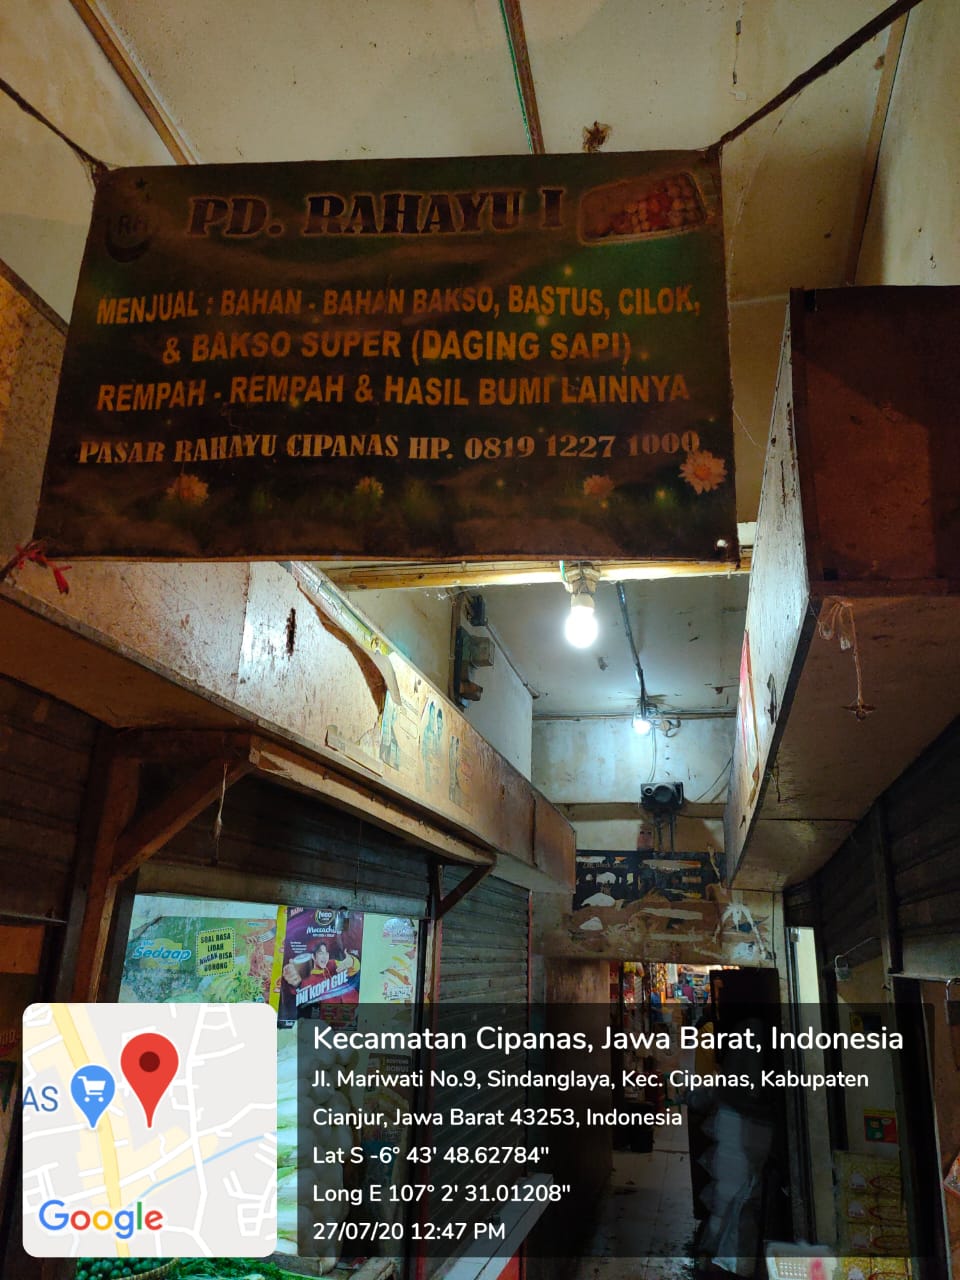 PD. RAHAYU I
MENJUAL : BAHAN - BAHAN BAKSO, BASTUS, CILOK,
& BAKSO SUPER (DAGING SAPI)
REMPAH - REMPAH & HASIL BUMI LAINNYA
PASAR RAHAYU CIPANAS HP. 0819 1227 1000
Sedaap
SOAL RASA
LIDAH
NGGAK BISA
BOHONG
Moccachi
INI KOPI GUE
Kecamatan Cipanas, Jawa Barat, Indonesia
Jl. Mariwati No.9, Sindanglaya, Kec. Cipanas, Kabupaten
Cianjur, Jawa Barat 43253, Indonesia
Lat S -6° 43' 48.62784"
Long E 107° 2' 31.01208"
27/07/20 12:47 PM
AS
Google